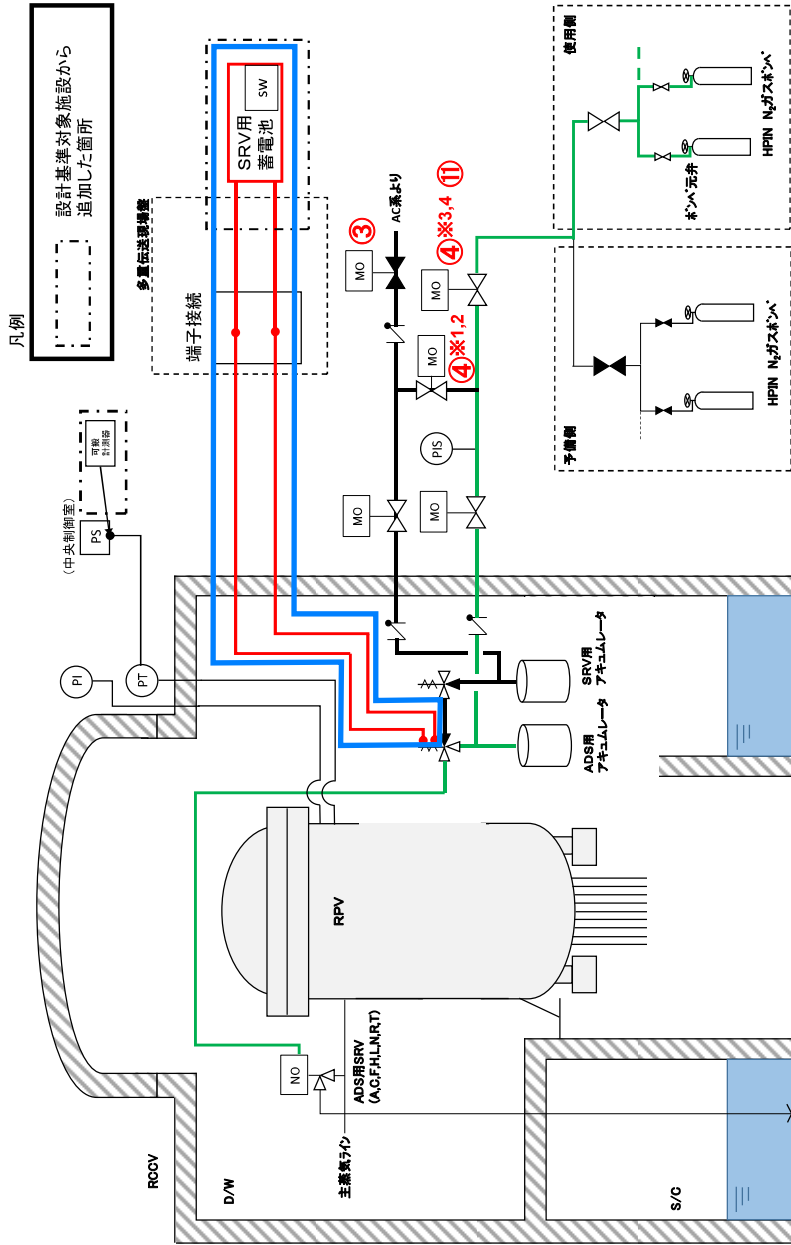 凡例
設計基準対象施設から
追加した箇所
可搬
計測器
(中央制御室)
PS
PI
PT
多重伝送現場盤
端子接続
SRV用
蓄電池
SW
AC系より
MO
③
MO
④※3,4 ⑪
MO
④※1,2
PIS
MO
MO
使用側
ボンベ元弁
HPIN N₂ガスボンベ
予備側
HPIN N₂ガスボンベ
SRV用
アキュムレータ
ADS用
アキュムレータ
RPV
NO
ADS用SRV
(A,C,F,H,L,N,R,T)
主蒸気ライン
RCCV
D/W
S/C